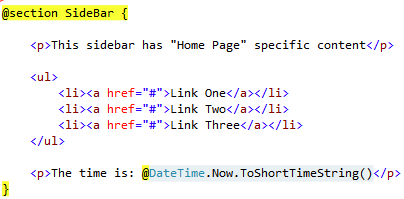 @section SideBar {
<p>This sidebar has "Home Page" specific content</p>
<ul>
<li><a href="#">Link One</a></li>
<li><a href="#">Link Two</a></li>
<li><a href="#">Link Three</a></li>
</ul>
<p>The time is: @DateTime.Now.ToShortTimeString()</p>
}